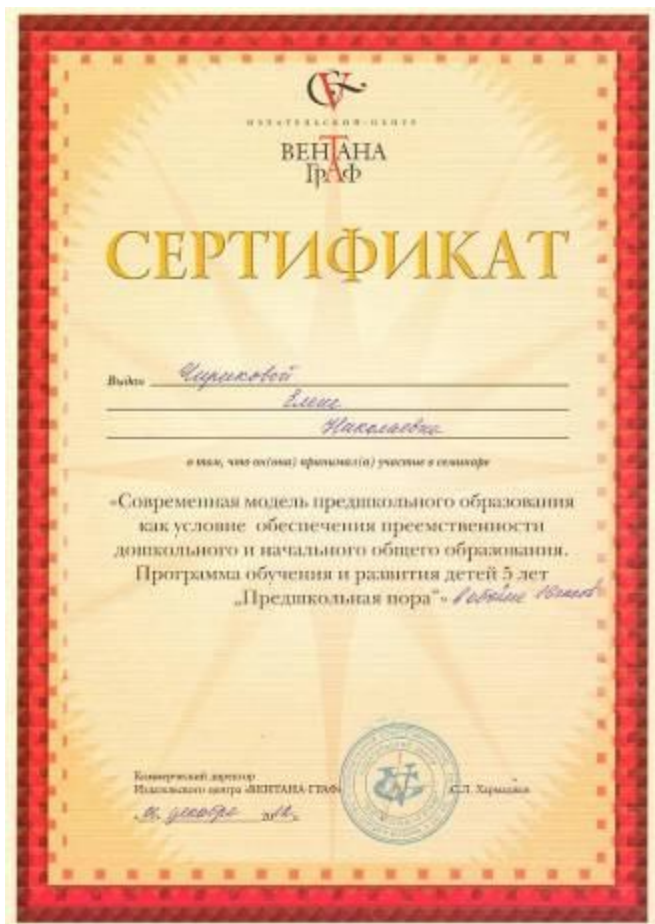 ИЗДАТЕЛЬСКИЙ ЦЕНТР
ВЕНТАНА
ГРАФ
СЕРТИФИКАТ
Выдан Чириковой
Елене
Николаевне
о том, что он(она) принимал(а) участие в семинаре
«Современная модель предшкольного образования
как условие обеспечения преемственности
дошкольного и начального общего образования.
Программа обучения и развития детей 5 лет
„Предшкольная пора"» в объёме
Коммерческий директор
Издательского центра «ВЕНТАНА-ГРАФ»
декабря 2012г.